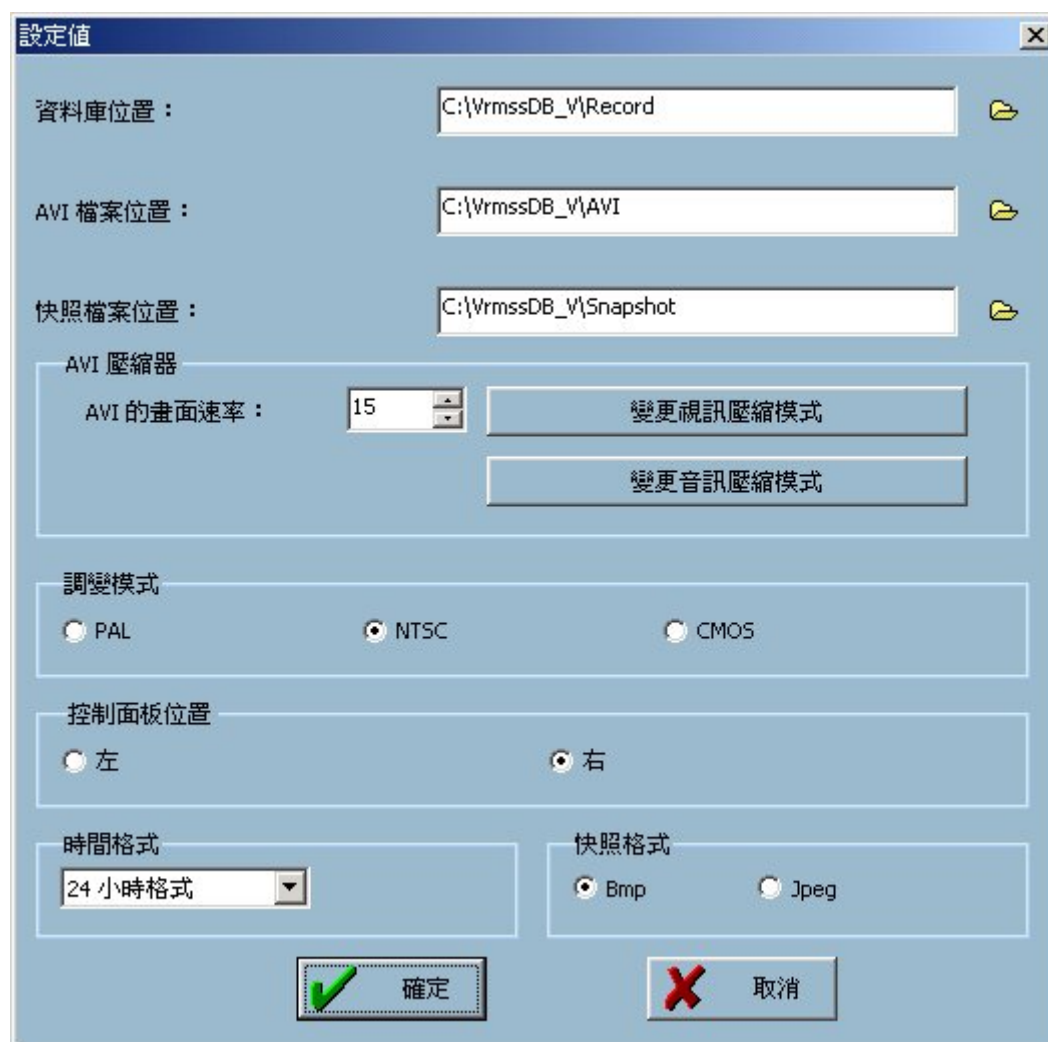 設定值
資料庫位置：
C:\VrmssDB_V\Record
AVI 檔案位置：
C:\VrmssDB_V\AVI
快照檔案位置：
C:\VrmssDB_V\Snapshot
AVI 壓縮器
AVI 的畫面速率：
15
變更視訊壓縮模式
變更音訊壓縮模式
調變模式
PAL
NTSC
CMOS
控制面板位置
左
右
時間格式
快照格式
24 小時格式
Bmp
Jpeg
確定
取消